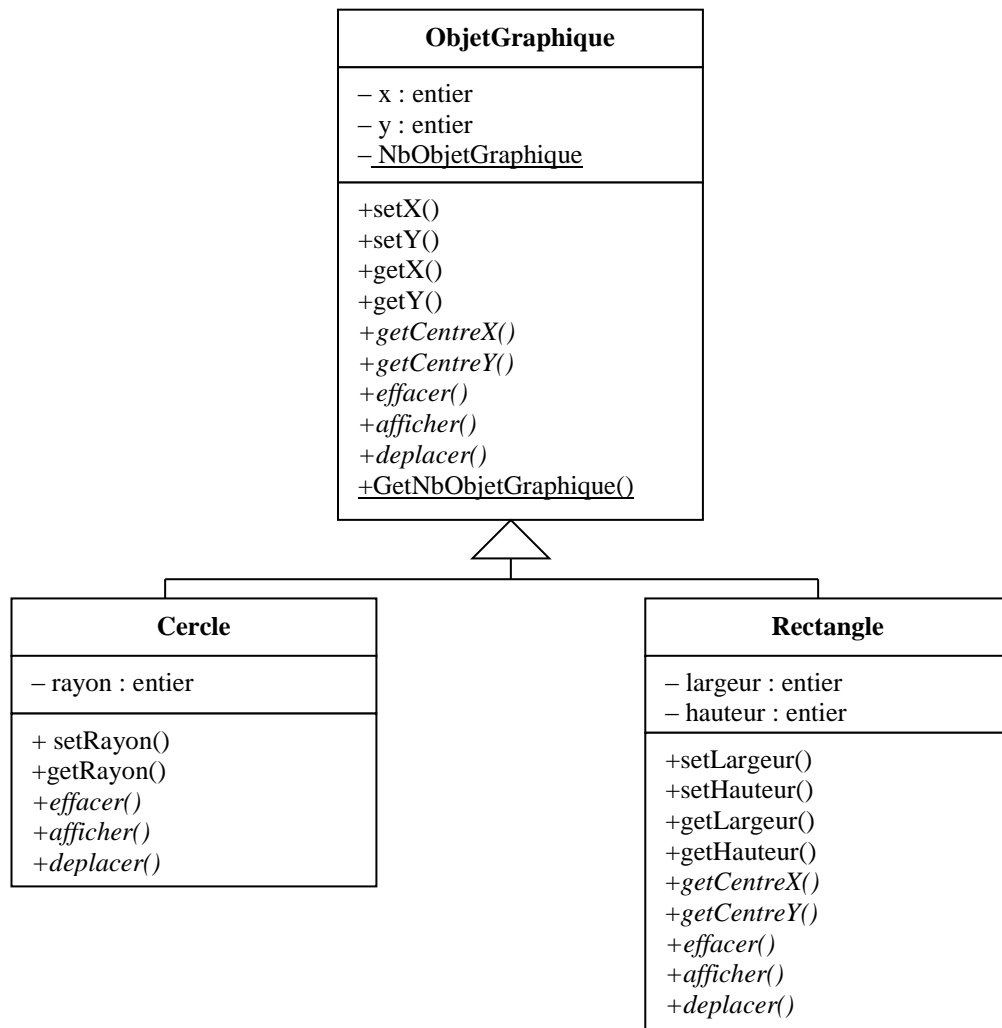 ObjetGraphique
– x : entier
– y : entier
– NbObjetGraphique
+setX()
+setY()
+getX()
+getY()
+getCentreX()
+getCentreY()
+effacer()
+afficher()
+deplacer()
+GetNbObjetGraphique()
Cercle
– rayon : entier
+ setRayon()
+getRayon()
+effacer()
+afficher()
+deplacer()
Rectangle
– largeur : entier
– hauteur : entier
+setLargeur()
+setHauteur()
+getLargeur()
+getHauteur()
+getCentreX()
+getCentreY()
+effacer()
+afficher()
+deplacer()